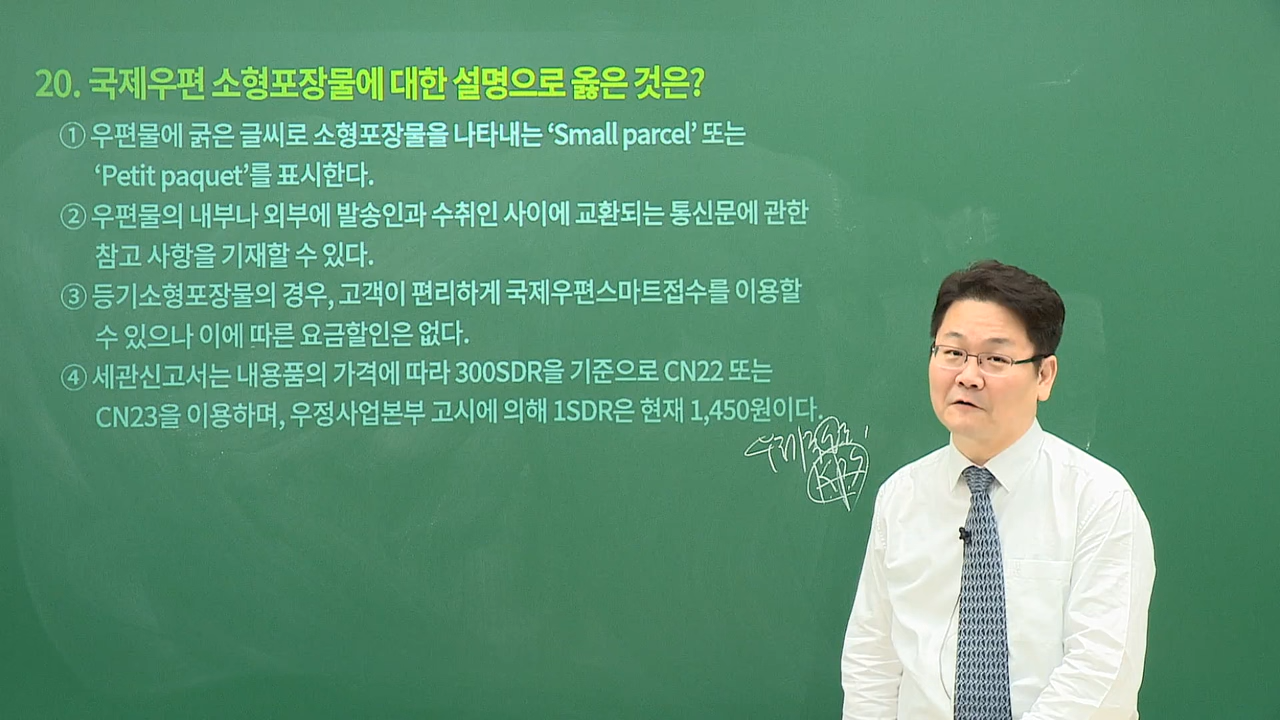 20. 국제우편 소형포장물에 대한 설명으로 옳은 것은?
① 우편물에 굵은 글씨로 소형포장물을 나타내는 ‘Small parcel’ 또는
‘Petit paquet’를 표시한다.
② 우편물의 내부나 외부에 발송인과 수취인 사이에 교환되는 통신문에 관한
참고 사항을 기재할 수 있다.
③ 등기소형포장물의 경우, 고객이 편리하게 국제우편스마트접수를 이용할
수 있으나 이에 따른 요금할인은 없다.
④ 세관신고서는 내용품의 가격에 따라 300SDR을 기준으로 CN22 또는
CN23을 이용하며, 우정사업본부 고시에 의해 1SDR은 현재 1,450원이다.